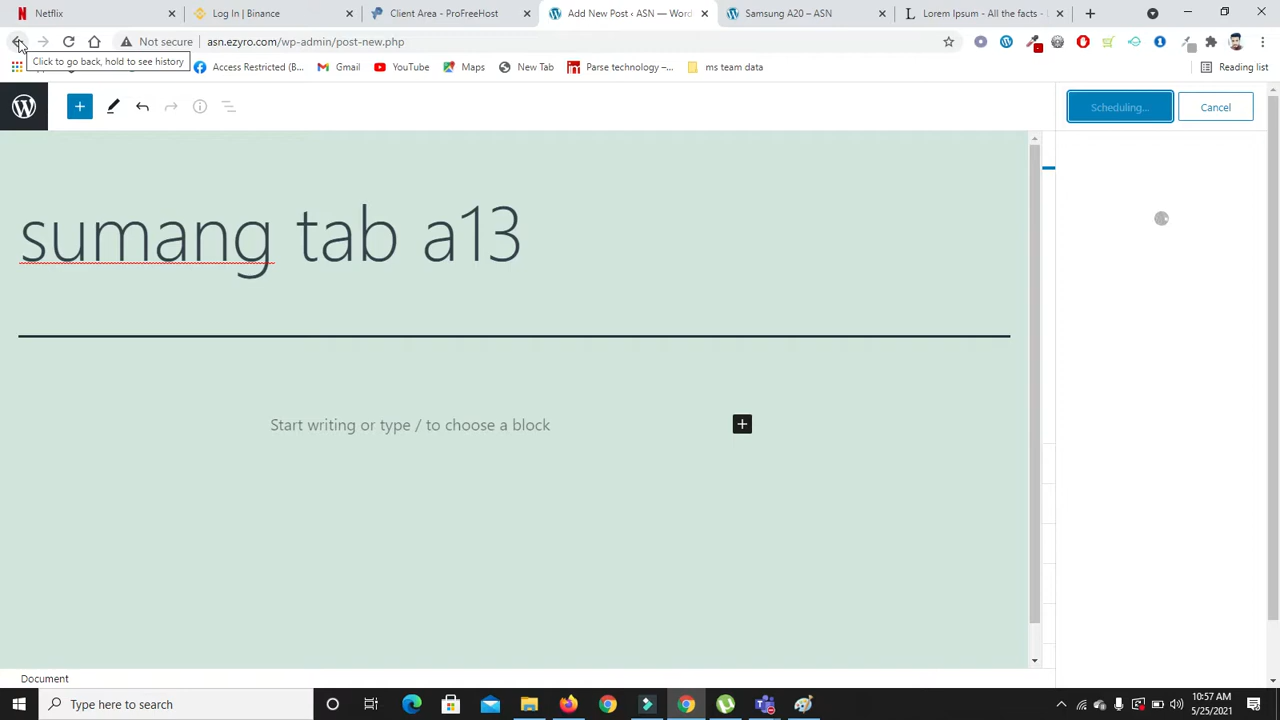 Netflix
Log In | Binance
Client Area - ProFreeHost
Add New Post ‹ ASN — Word
Samsung A20 – ASN
Lorem Ipsum - All the facts -
Not secure
asn.ezyro.com/wp-admin/post-new.php
Click to go back, hold to see history
Access Restricted (B...
Gmail
YouTube
Maps
New Tab
Parse technology –...
ms team data
Reading list
Scheduling...
Cancel
sumang tab a13
Start writing or type / to choose a block
Document
Type here to search
10:57 AM
5/25/2021